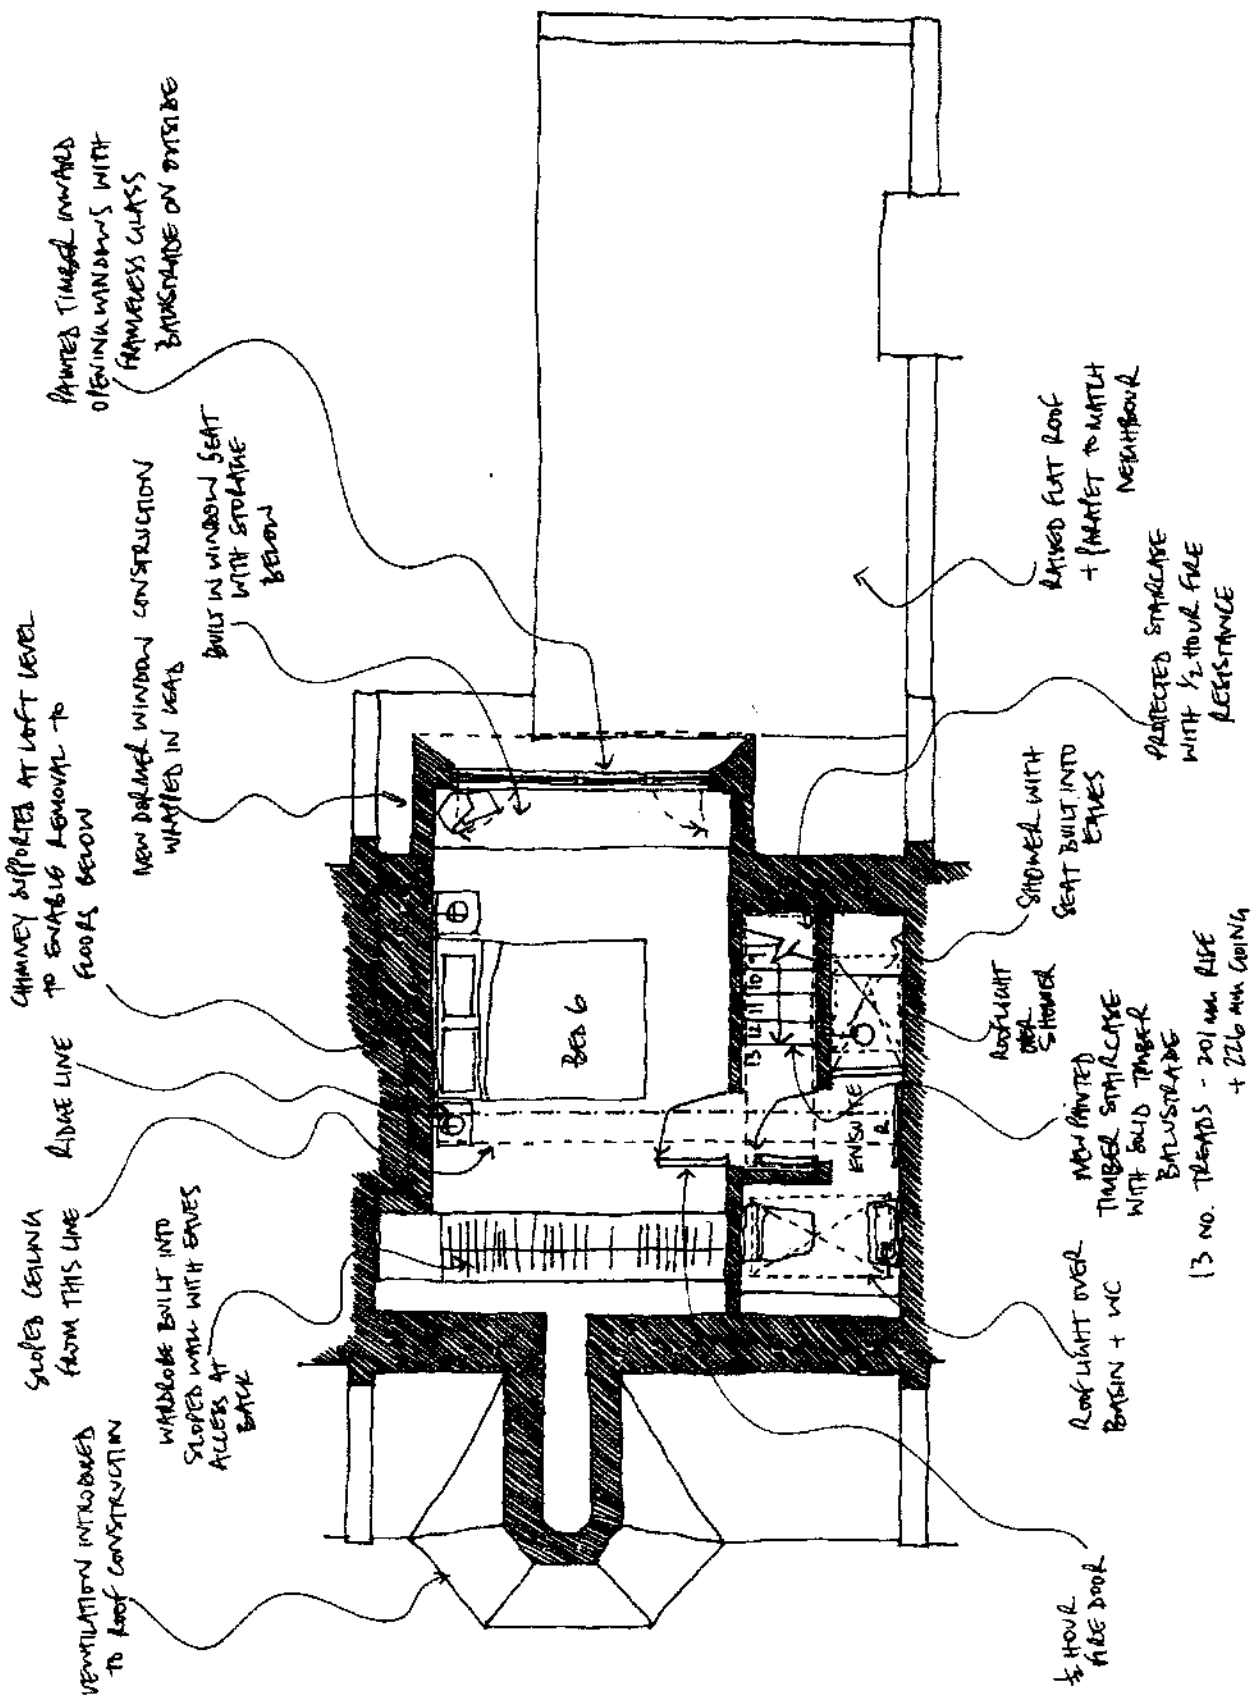 VENTILATION INTRODUCED
TO ROOF CONSTRUCTION
SLOPED CEILING
FROM THIS LINE
RIDGE LINE
CHIMNEY SUPPORTED AT LOFT LEVEL
TO ENABLE REMOVAL TO
FLOORS BELOW
WARDROBE BUILT INTO
SLOPED WALL WITH EAVES
ACCESS AT
BACK
NEW DORMER WINDOW CONSTRUCTION
WRAPPED IN LEAD
BUILT IN WINDOW SEAT
WITH STORAGE
BELOW
PAINTED TIMBER INWARD
OPENING WINDOWS WITH
FRAMELESS GLASS
BALUSTRADE ON OUTSIDE
BED 6
13 12 11 10 9
ENSUITE
R
½ HOUR
FIRE DOOR
ROOFLIGHT OVER
BASIN + WC
NEW PAINTED
TIMBER STAIRCASE
WITH SOLID TIMBER
BALUSTRADE
13 NO. TREADS - 201 mm RISE
+ 226 mm GOING
ROOFLIGHT
OVER
SHOWER
SHOWER WITH
SEAT BUILT INTO
EAVES
PROTECTED STAIRCASE
WITH ½ HOUR FIRE
RESISTANCE
RAISED FLAT ROOF
+ PARAPET TO MATCH
NEIGHBOUR